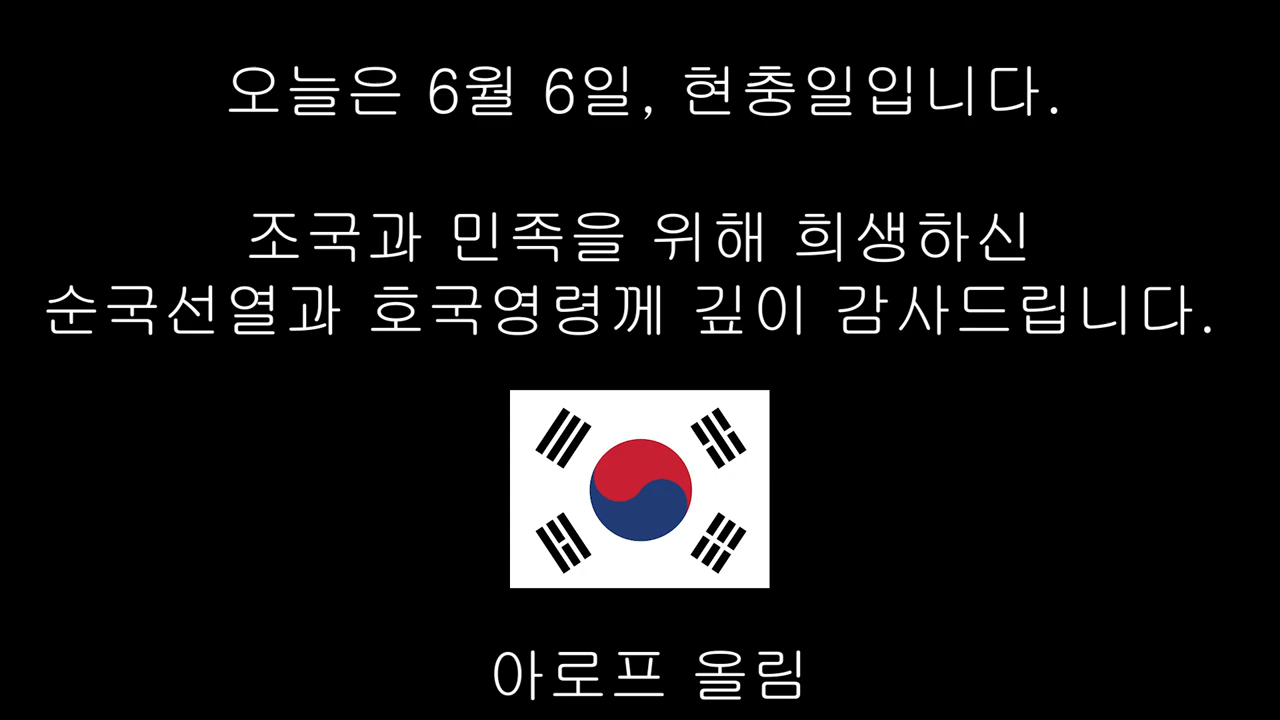 오늘은 6월 6일, 현충일입니다.
조국과 민족을 위해 희생하신
순국선열과 호국영령께 깊이 감사드립니다.
아로프 올림